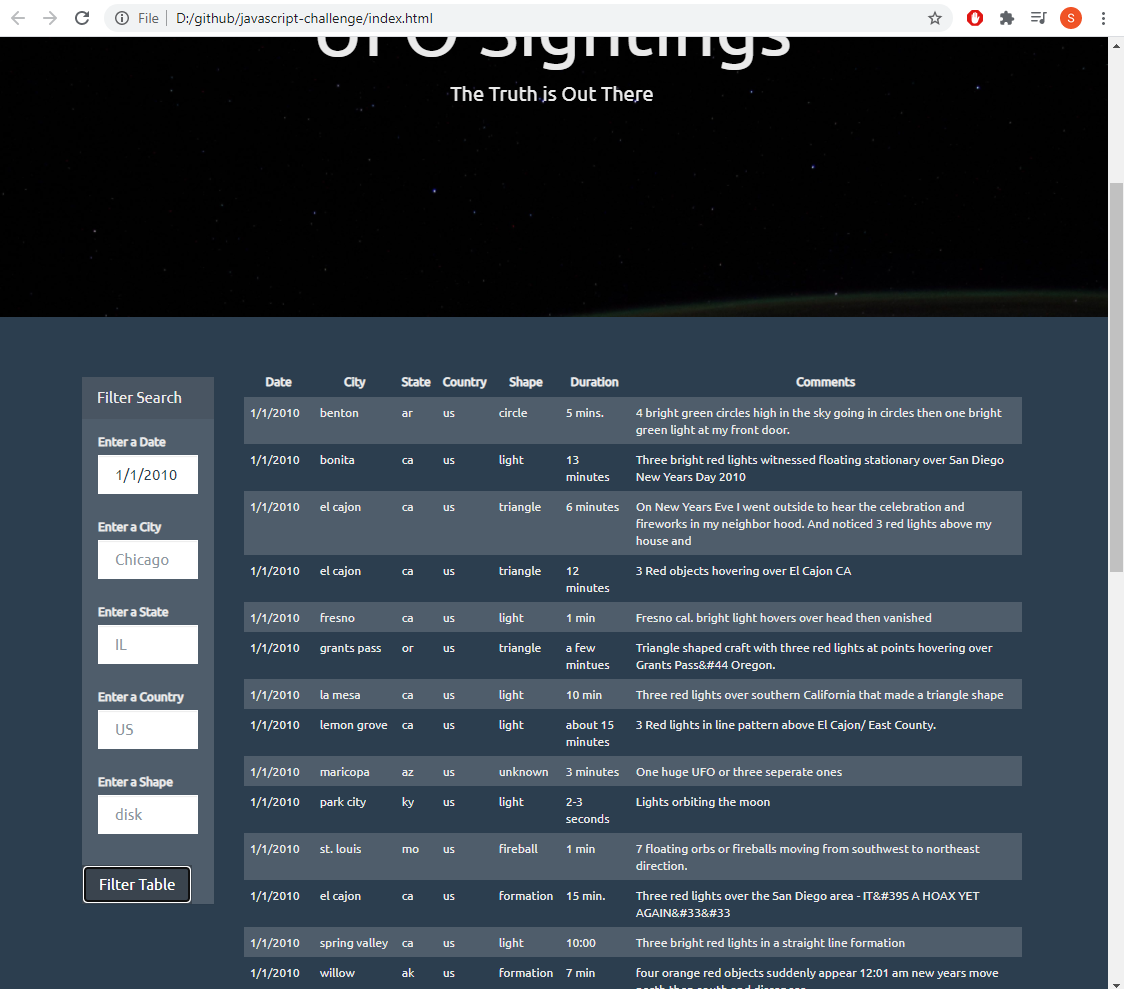 File | D:/github/javascript-challenge/index.html
S
UFO Sightings
The Truth is Out There
Filter Search
Enter a Date
1/1/2010
Enter a City
Chicago
Enter a State
IL
Enter a Country
US
Enter a Shape
disk
Filter Table
Date City State Country Shape Duration Comments
1/1/2010 benton ar us circle 5 mins. 4 bright green circles high in the sky going in circles then one bright
green light at my front door.
1/1/2010 bonita ca us light 13 Three bright red lights witnessed floating stationary over San Diego
minutes New Years Day 2010
1/1/2010 el cajon ca us triangle 6 minutes On New Years Eve I went outside to hear the celebration and
fireworks in my neighbor hood. And noticed 3 red lights above my
house and
1/1/2010 el cajon ca us triangle 12 3 Red objects hovering over El Cajon CA
minutes
1/1/2010 fresno ca us light 1 min Fresno cal. bright light hovers over head then vanished
1/1/2010 grants pass or us triangle a few Triangle shaped craft with three red lights at points hovering over
mintues Grants Pass&#44 Oregon.
1/1/2010 la mesa ca us light 10 min Three red lights over southern California that made a triangle shape
1/1/2010 lemon grove ca us light about 15 3 Red lights in line pattern above El Cajon/ East County.
minutes
1/1/2010 maricopa az us unknown 3 minutes One huge UFO or three seperate ones
1/1/2010 park city ky us light 2-3 Lights orbiting the moon
seconds
1/1/2010 st. louis mo us fireball 1 min 7 floating orbs or fireballs moving from southwest to northeast
direction.
1/1/2010 el cajon ca us formation 15 min. Three red lights over the San Diego area - IT&#39S A HOAX YET
AGAIN&#33&#33
1/1/2010 spring valley ca us light 10:00 Three bright red lights in a straight line formation
1/1/2010 willow ak us formation 7 min four orange red objects suddenly appear 12:01 am new years move
north then south and